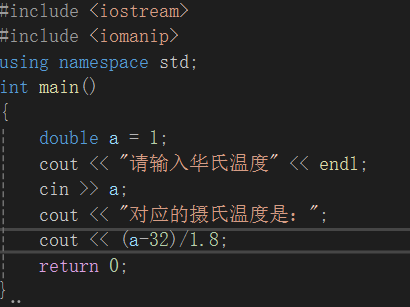 #include <iostream>
#include <iomanip>
using namespace std;
int main()
{
double a = 1;
cout << "请输入华氏温度" << endl;
cin >> a;
cout << "对应的摄氏温度是：";
cout << (a-32)/1.8;
return 0;
}